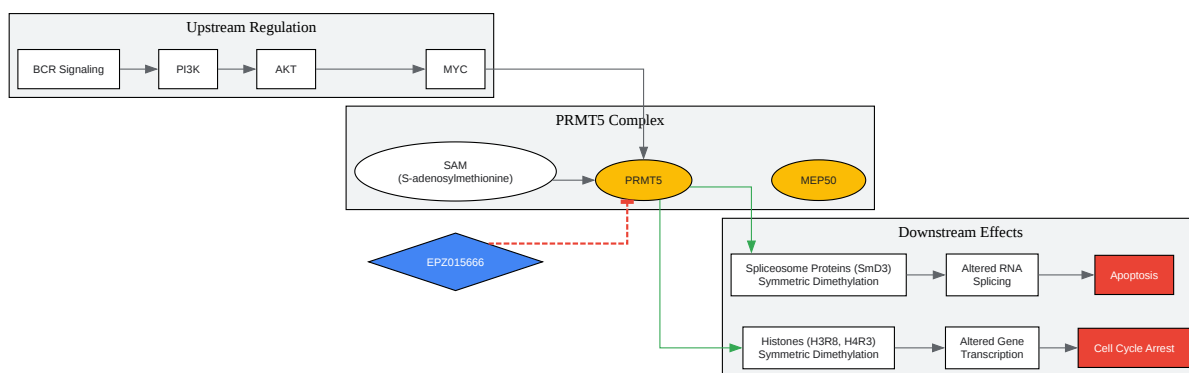 Upstream Regulation
BCR Signaling
PI3K
AKT
MYC
PRMT5 Complex
SAM
(S-adenosylmethionine)
PRMT5
MEP50
EPZ015666
Downstream Effects
Spliceosome Proteins (SmD3)
Symmetric Dimethylation
Altered RNA
Splicing
Apoptosis
Histones (H3R8, H4R3)
Symmetric Dimethylation
Altered Gene
Transcription
Cell Cycle Arrest